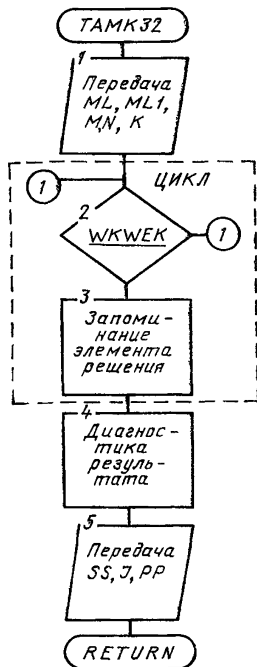 ТАМК32
1
Передача
ML, ML1,
M,N, K
1
ЦИКЛ
2
WKWEK
1
3
Запоми-
нание
элемента
решения
4
Диагнос-
тика
резуль-
тата
5
Передача
SS, J, PP
RETURN